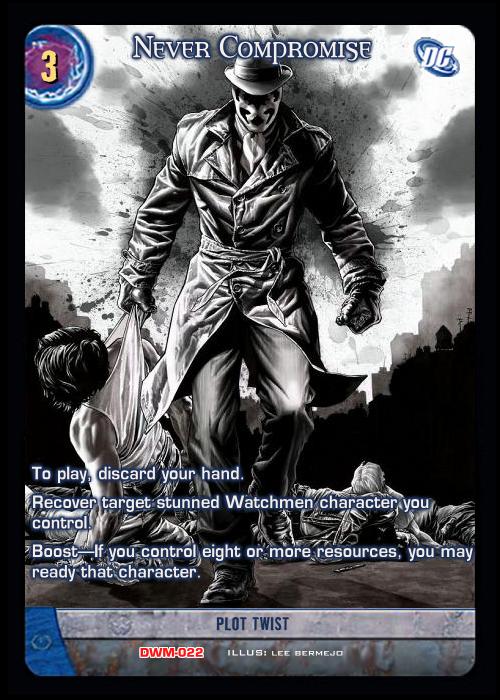 3
Never Compromise
DC
To play, discard your hand.
Recover target stunned Watchmen character you
control.
Boost—If you control eight or more resources, you may
ready that character.
PLOT TWIST
DWM-022 ILLUS: LEE BERMEJO